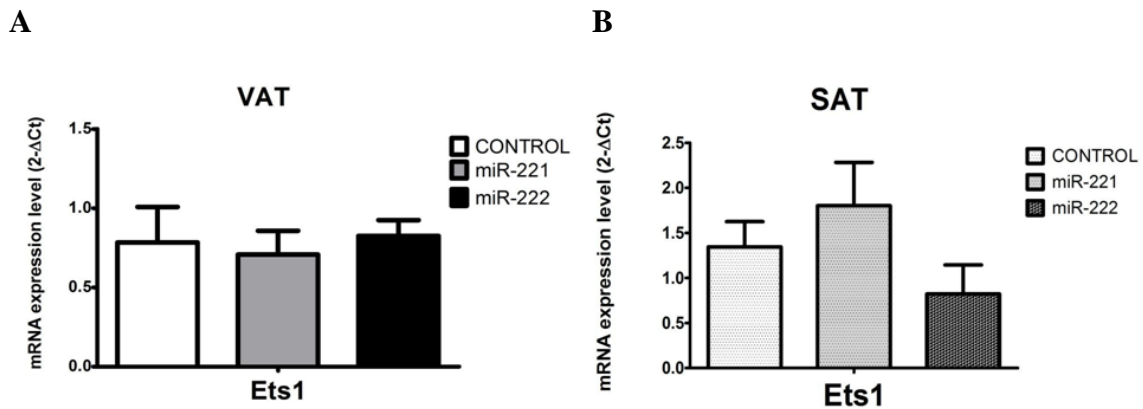 A
VAT
mRNA expression level (2-ΔCt)
1.5
1.0
0.5
0.0
Ets1
CONTROL
miR-221
miR-222
B
SAT
mRNA expression level (2-ΔCt)
2.5
2.0
1.5
1.0
0.5
0.0
Ets1
CONTROL
miR-221
miR-222